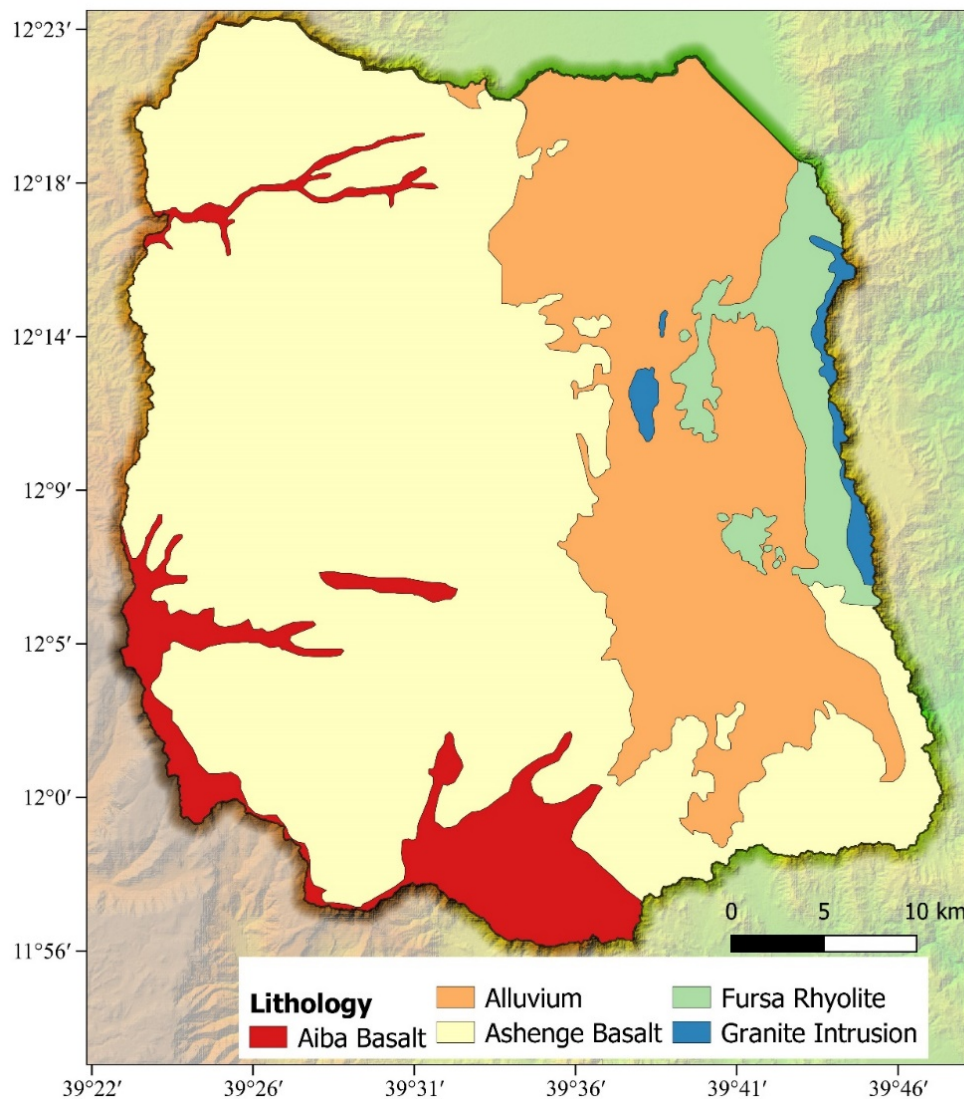 12°23′
12°18′
12°14′
12°9′
12°5′
12°0′
11°56′
0 5 10 km
Lithology
Aiba Basalt
Alluvium
Ashenge Basalt
Fursa Rhyolite
Granite Intrusion
39°22′ 39°26′ 39°31′ 39°36′ 39°41′ 39°46′